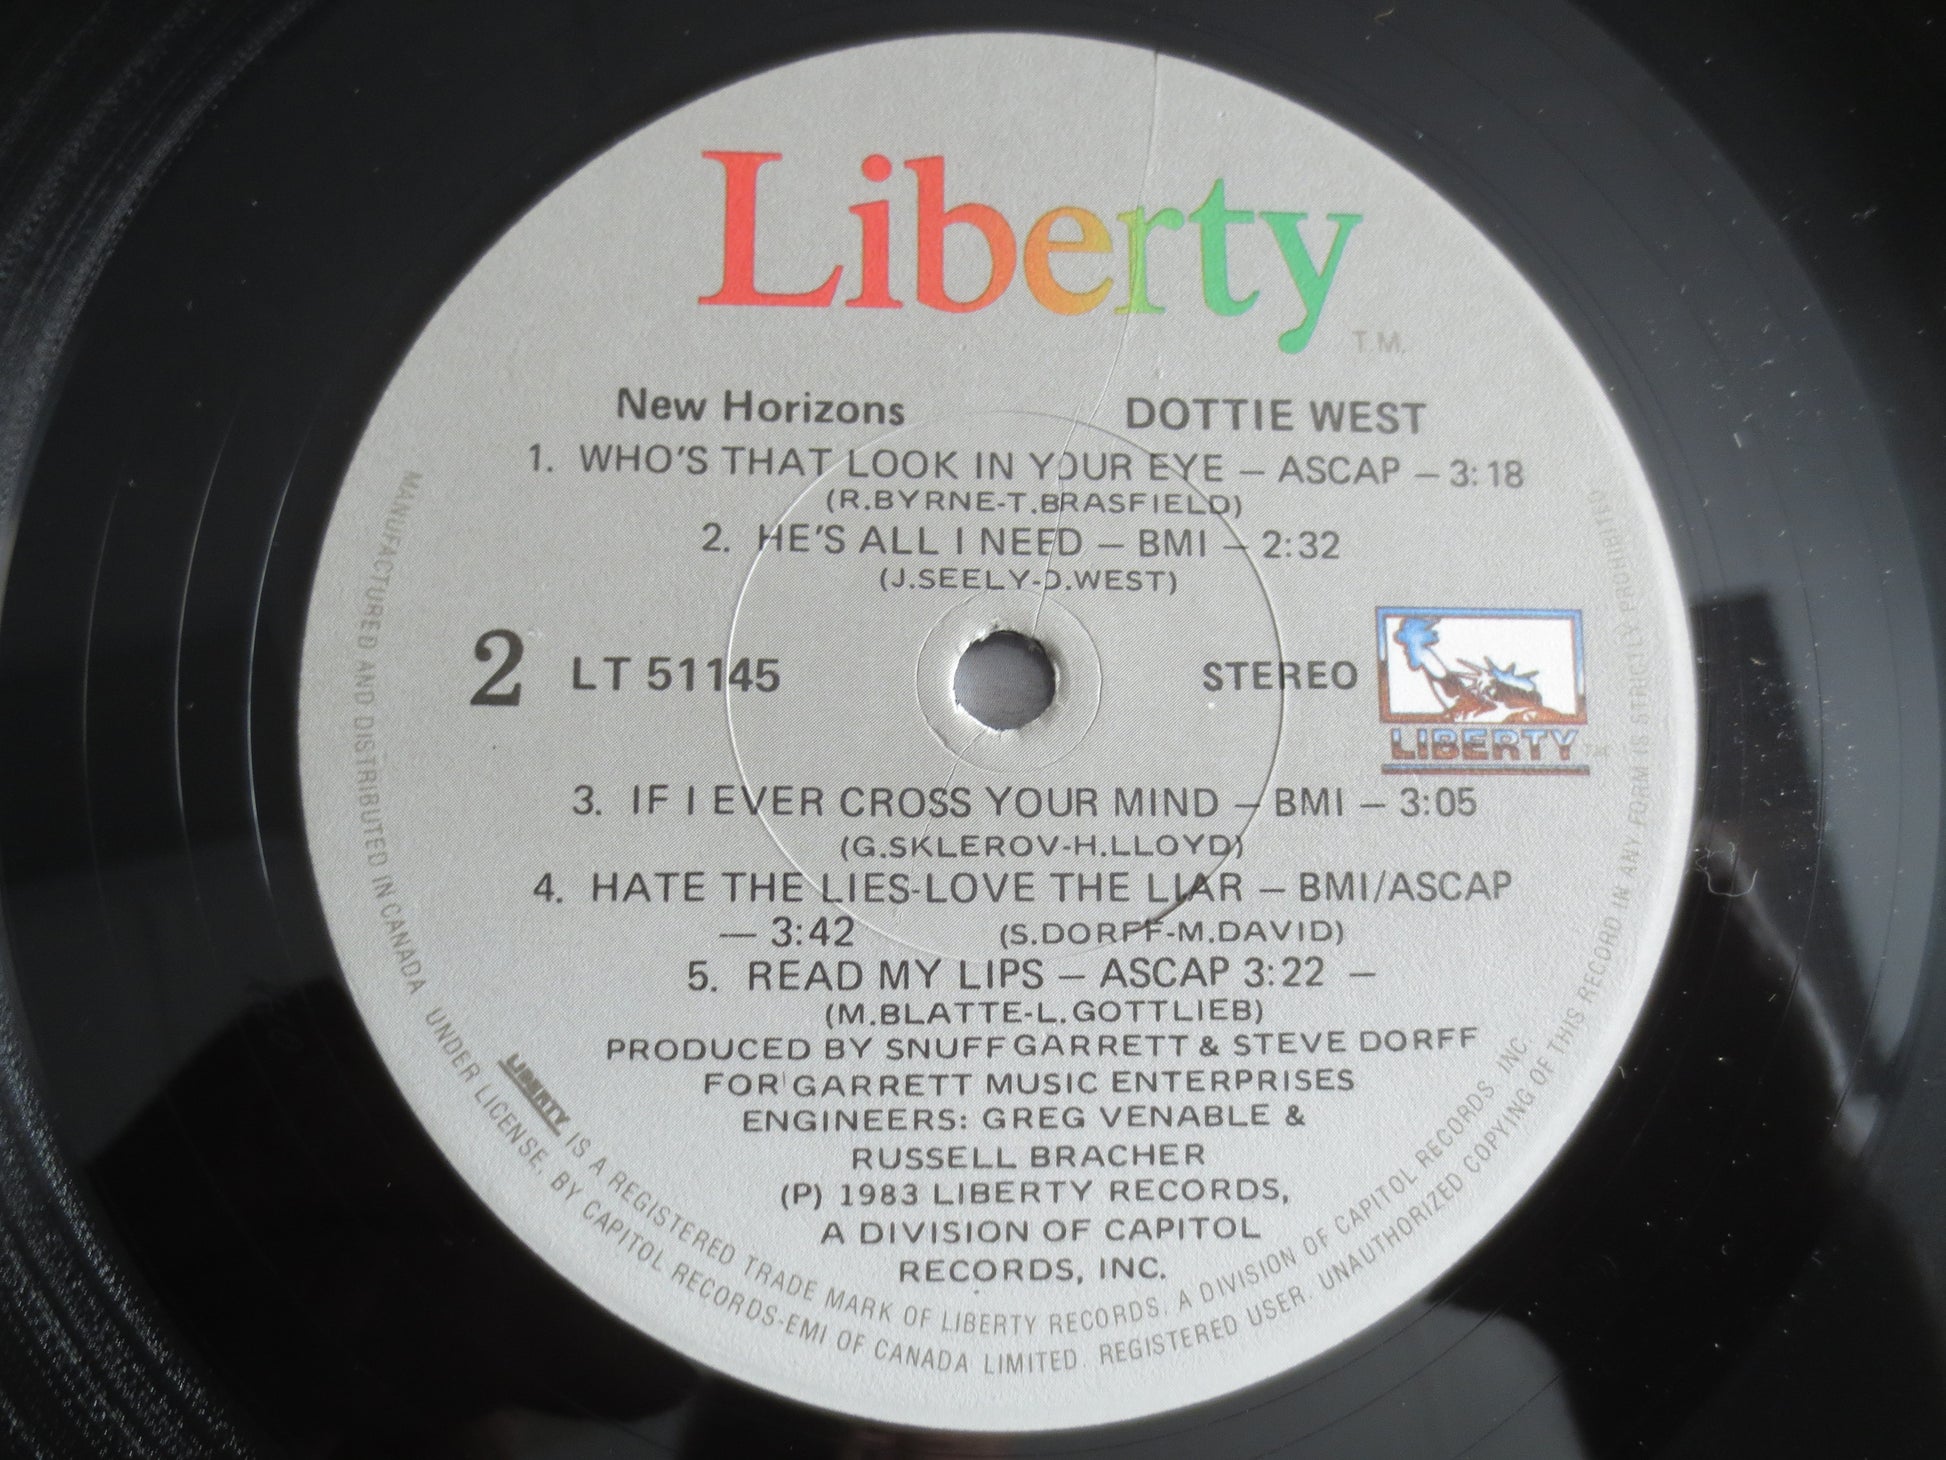 Liberty
T.M.
New Horizons DOTTIE WEST
1. WHO'S THAT LOOK IN YOUR EYE — ASCAP — 3:18
(R.BYRNE-T.BRASFIELD)
2. HE'S ALL I NEED — BMI — 2:32
(J.SEELY-D.WEST)
2 LT 51145 STEREO
LIBERTY TM
3. IF I EVER CROSS YOUR MIND — BMI — 3:05
(G.SKLEROV-H.LLOYD)
4. HATE THE LIES-LOVE THE LIAR — BMI/ASCAP
— 3:42 (S.DORFF-M.DAVID)
5. READ MY LIPS — ASCAP 3:22 —
(M.BLATTE-L.GOTTLIEB)
PRODUCED BY SNUFF GARRETT & STEVE DORFF
FOR GARRETT MUSIC ENTERPRISES
ENGINEERS: GREG VENABLE &
RUSSELL BRACHER
(P) 1983 LIBERTY RECORDS,
A DIVISION OF CAPITOL
RECORDS, INC.
LIBERTY IS A REGISTERED TRADE MARK OF LIBERTY RECORDS, A DIVISION OF CAPITOL RECORDS, INC.
MANUFACTURED AND DISTRIBUTED IN CANADA UNDER LICENSE, BY CAPITOL RECORDS-EMI OF CANADA LIMITED. REGISTERED USER. UNAUTHORIZED COPYING OF THIS RECORD IN ANY FORM IS STRICTLY PROHIBITED